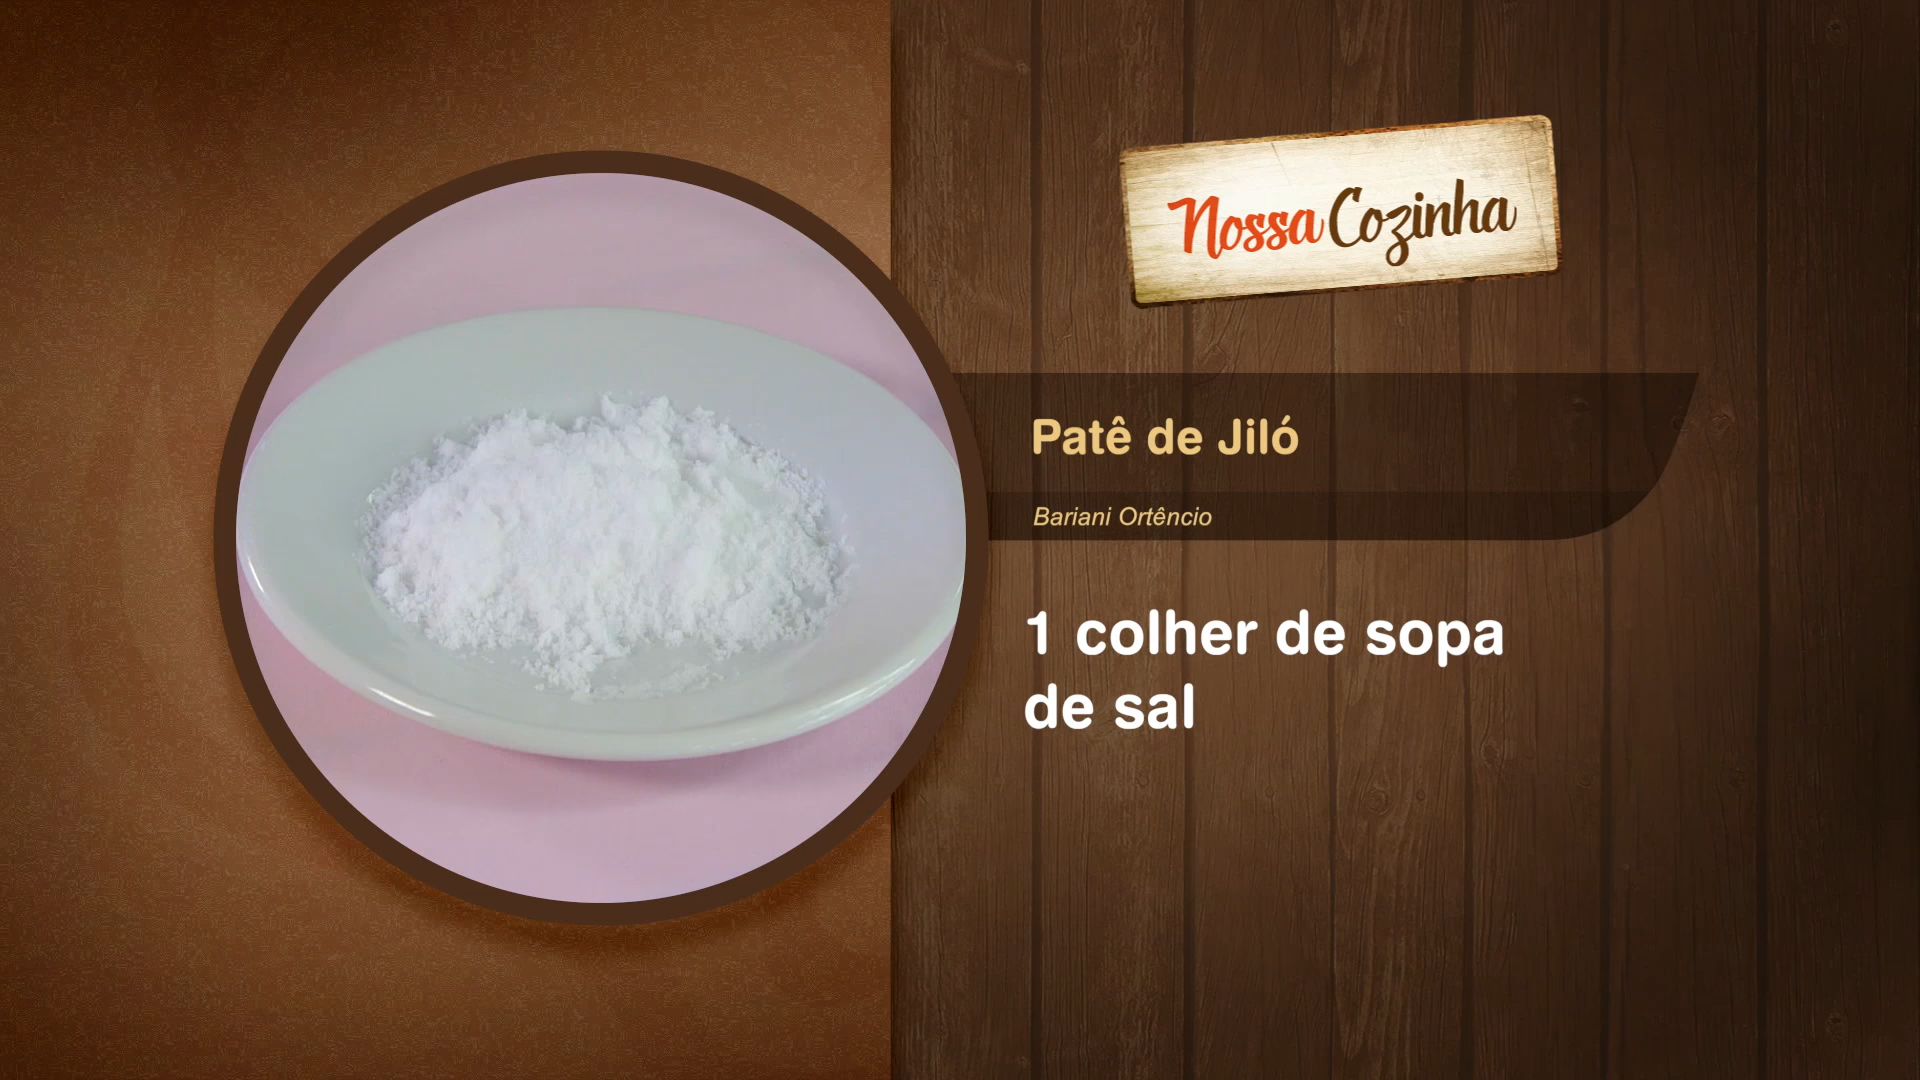 Nossa Cozinha
Patê de Jiló
Bariani Ortêncio
1 colher de sopa
de sal